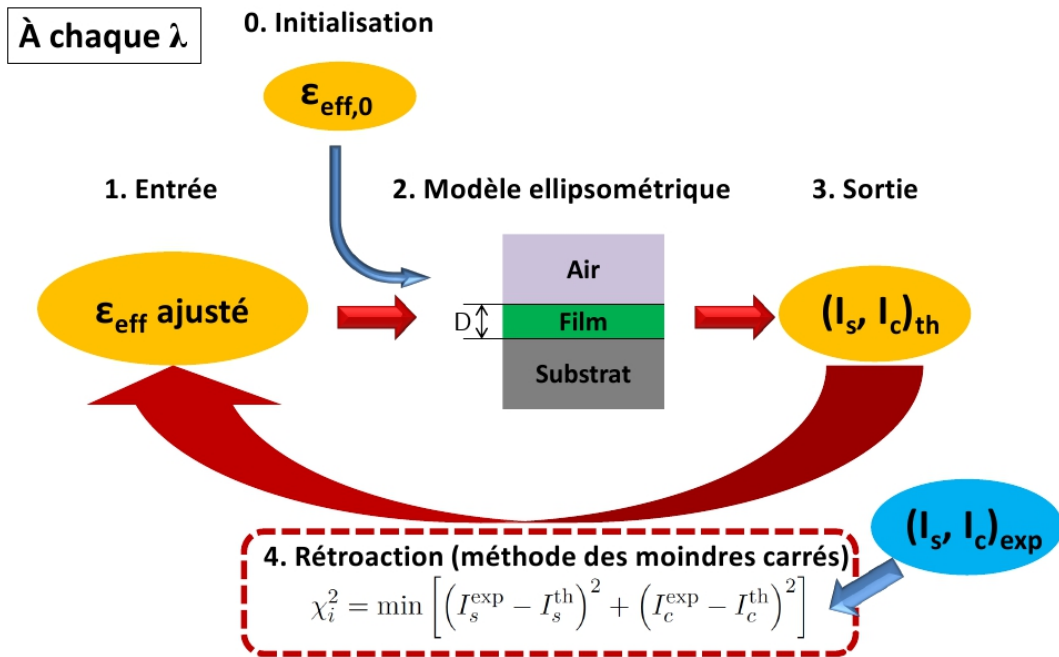 À chaque λ
0. Initialisation
ε_eff,0
1. Entrée
2. Modèle ellipsométrique
3. Sortie
ε_eff ajusté
D
Air
Film
Substrat
(I_s, I_c)_th
(I_s, I_c)_exp
4. Rétroaction (méthode des moindres carrés)
χ_i^2 = min [ (I_s^exp − I_s^th)^2 + (I_c^exp − I_c^th)^2 ]